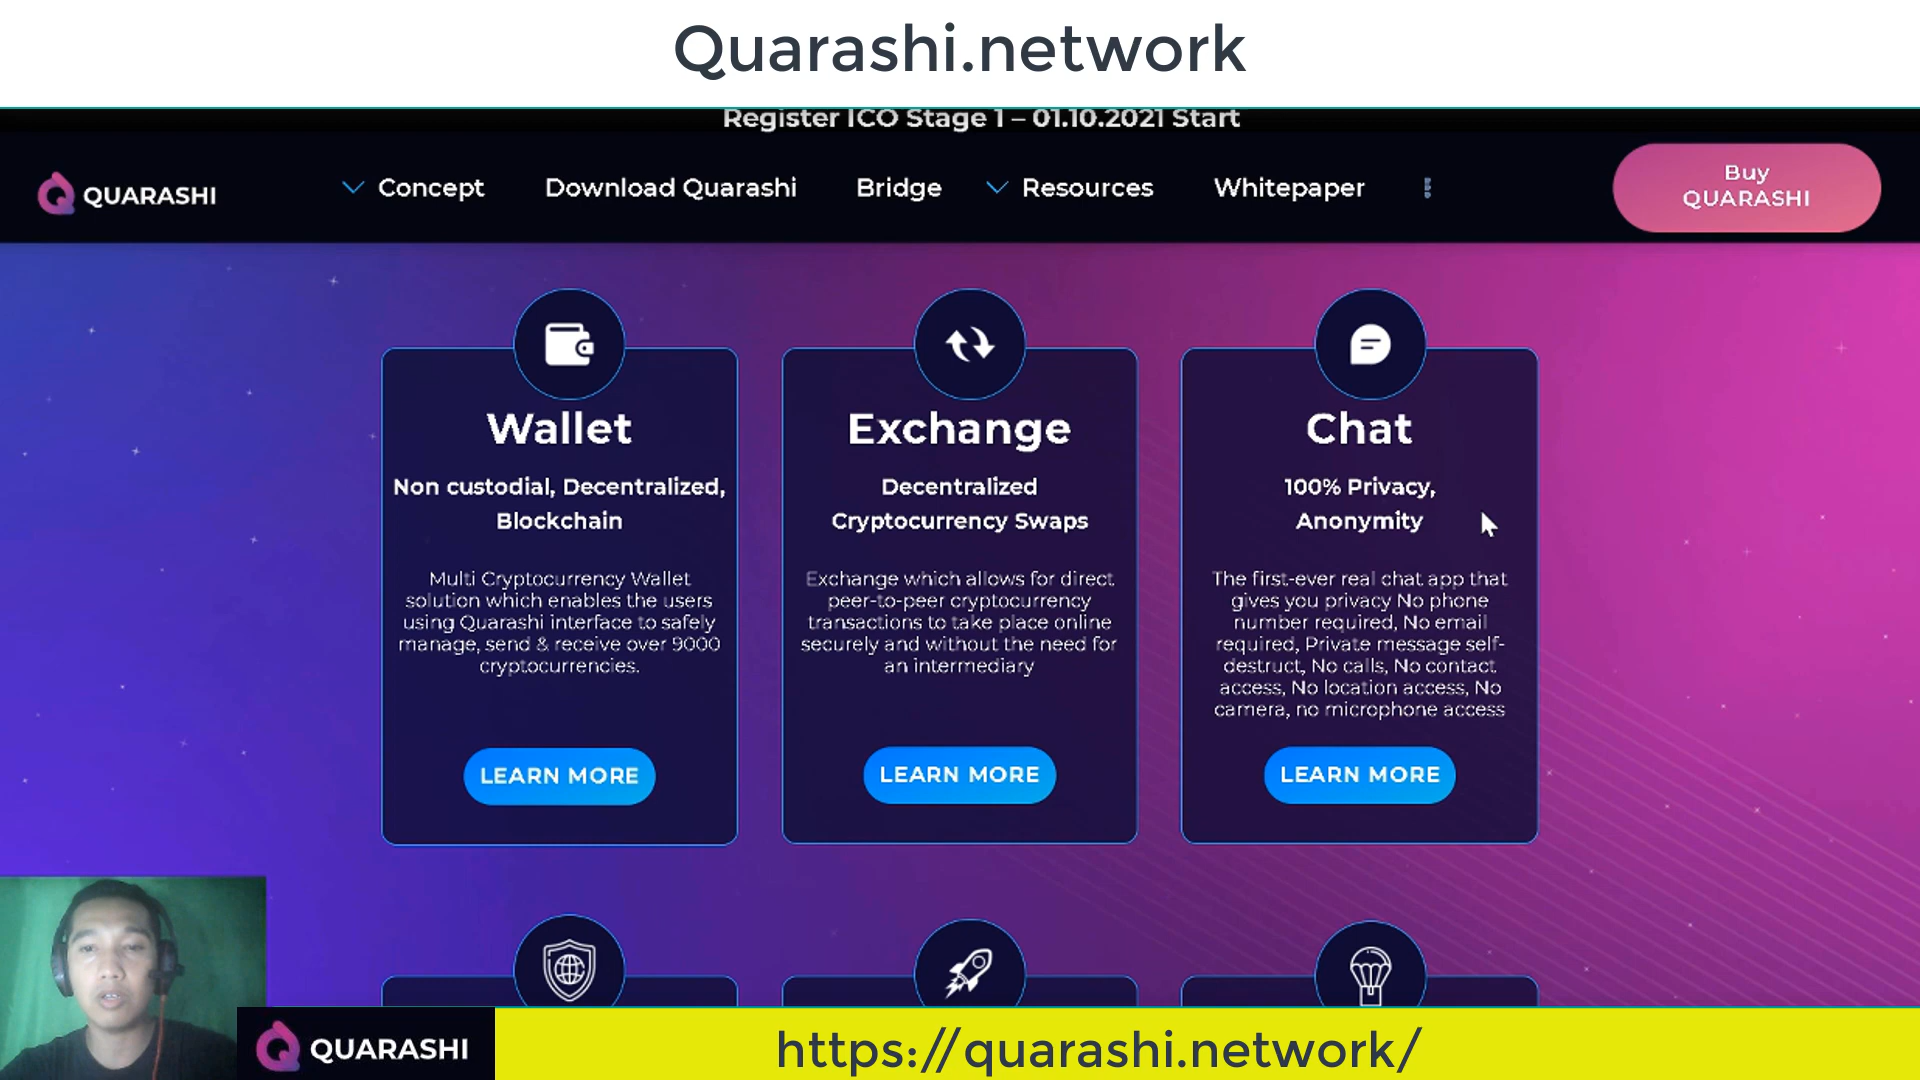 Quarashi.network
Register ICO Stage 1 – 01.10.2021 Start
QUARASHI
Concept
Download Quarashi
Bridge
Resources
Whitepaper
Buy
QUARASHI
Wallet
Non custodial, Decentralized,
Blockchain
Multi Cryptocurrency Wallet
solution which enables the users
using Quarashi interface to safely
manage, send & receive over 9000
cryptocurrencies.
LEARN MORE
Exchange
Decentralized
Cryptocurrency Swaps
Exchange which allows for direct
peer-to-peer cryptocurrency
transactions to take place online
securely and without the need for
an intermediary
LEARN MORE
Chat
100% Privacy,
Anonymity
The first-ever real chat app that
gives you privacy No phone
number required, No email
required, Private message self-
destruct, No calls, No contact
access, No location access, No
camera, no microphone access
LEARN MORE
QUARASHI
https://quarashi.network/